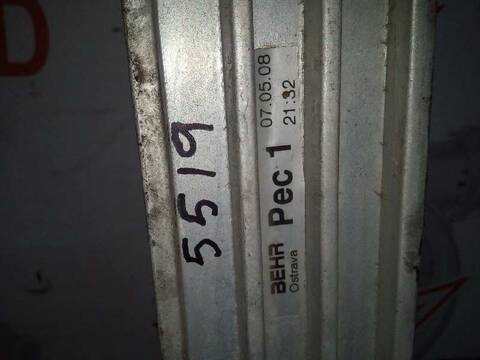 5519
BEHR Pec 1 07.05.08
Ostrava 21:32
D